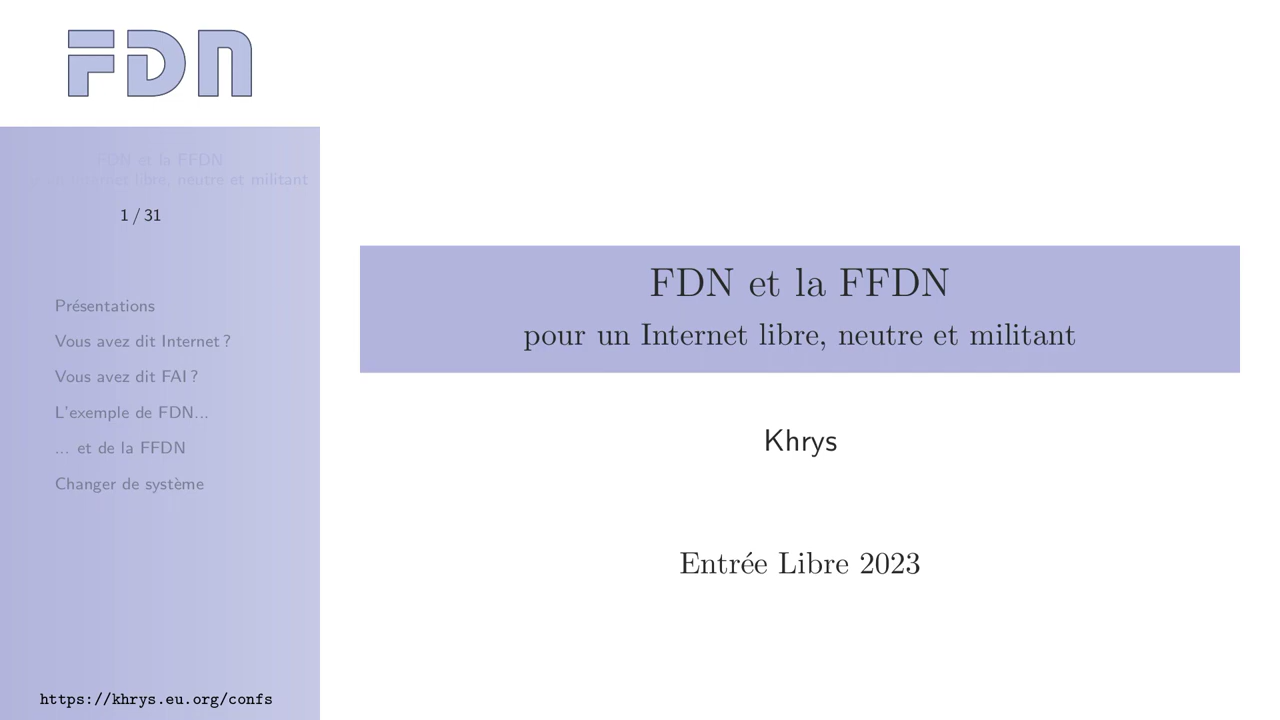 FDN
FDN et la FFDN
pour un Internet libre, neutre et militant
1 / 31
Présentations
Vous avez dit Internet ?
Vous avez dit FAI ?
L'exemple de FDN...
... et de la FFDN
Changer de système
https://khrys.eu.org/confs
FDN et la FFDN
pour un Internet libre, neutre et militant
Khrys
Entrée Libre 2023